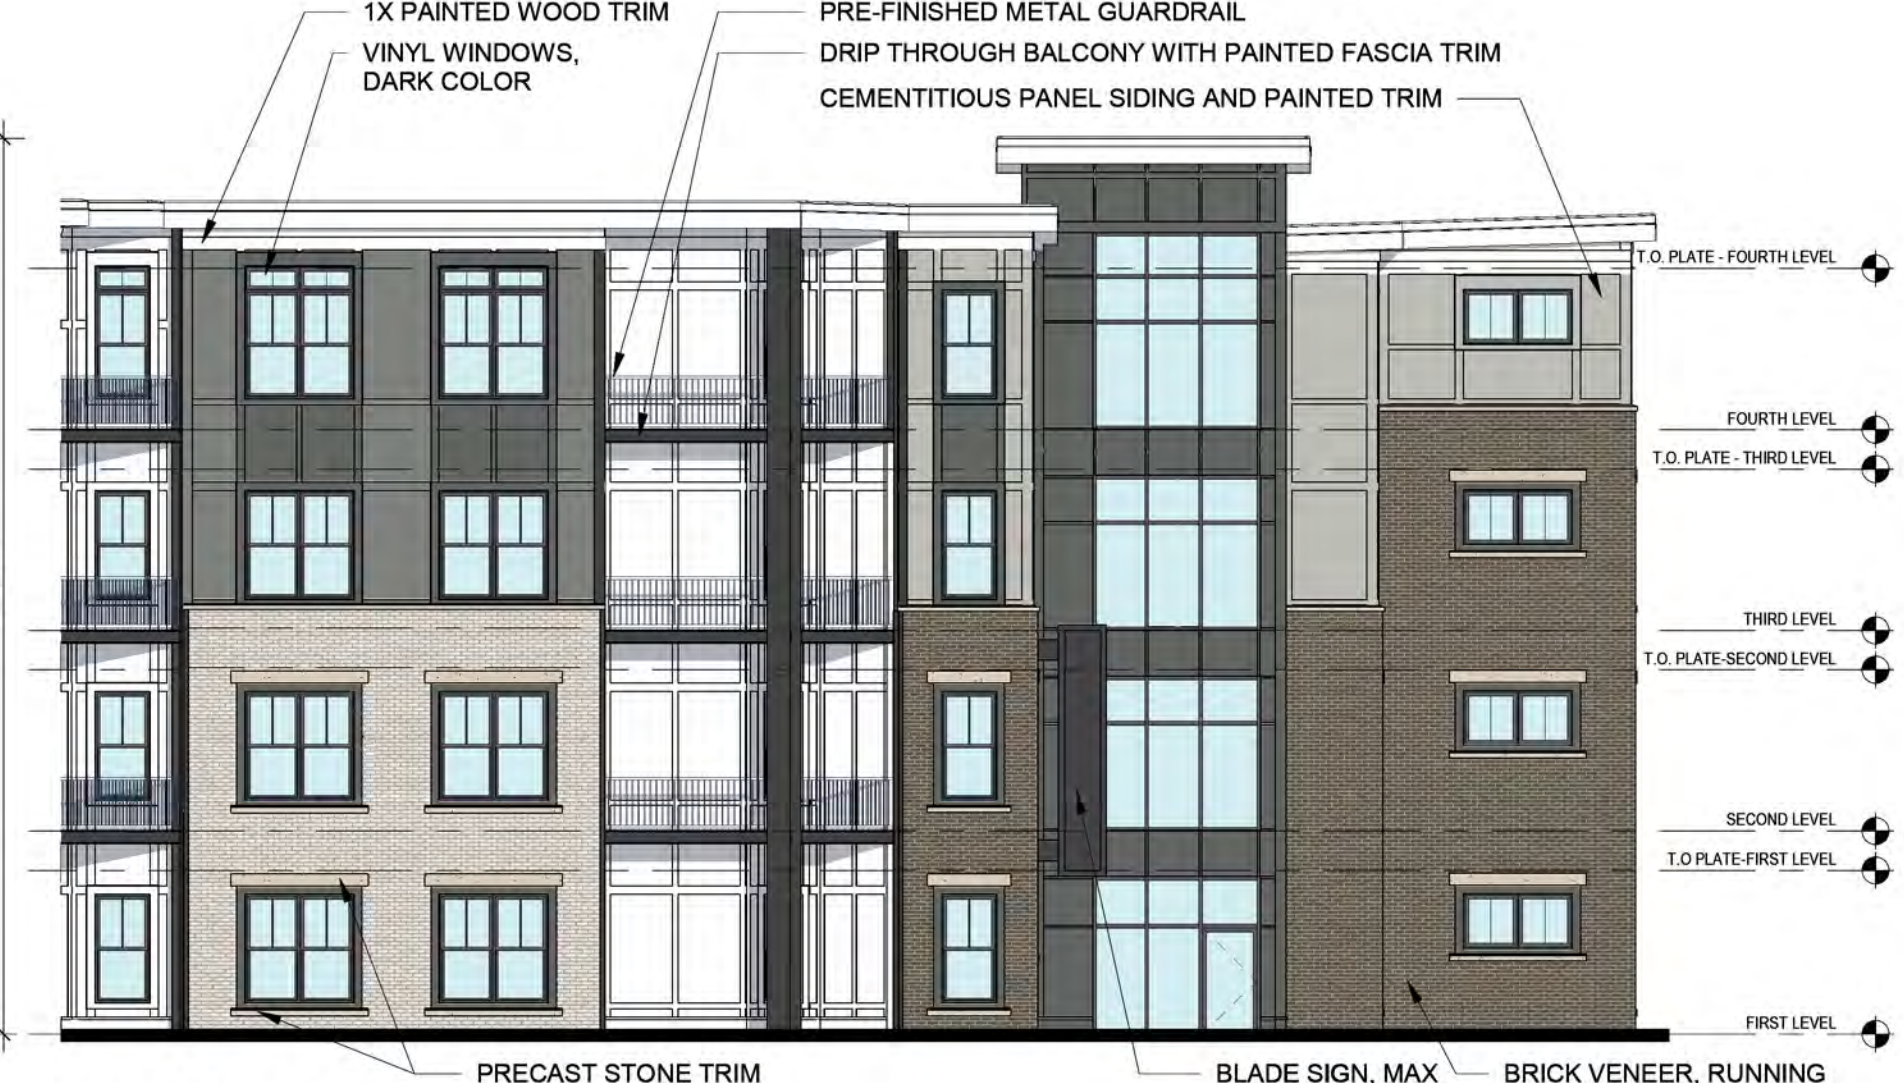 1X PAINTED WOOD TRIM
VINYL WINDOWS,
DARK COLOR
PRE-FINISHED METAL GUARDRAIL
DRIP THROUGH BALCONY WITH PAINTED FASCIA TRIM
CEMENTITIOUS PANEL SIDING AND PAINTED TRIM
T.O. PLATE - FOURTH LEVEL
FOURTH LEVEL
T.O. PLATE - THIRD LEVEL
THIRD LEVEL
T.O. PLATE-SECOND LEVEL
SECOND LEVEL
T.O PLATE-FIRST LEVEL
FIRST LEVEL
PRECAST STONE TRIM
BLADE SIGN, MAX
BRICK VENEER, RUNNING